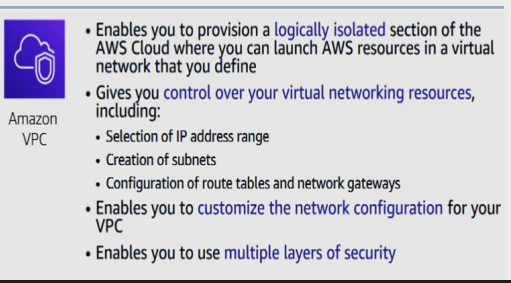 • Enables you to provision a logically isolated section of the
AWS Cloud where you can launch AWS resources in a virtual
network that you define
• Gives you control over your virtual networking resources,
including:
Amazon
VPC
• Selection of IP address range
• Creation of subnets
• Configuration of route tables and network gateways
• Enables you to customize the network configuration for your
VPC
• Enables you to use multiple layers of security